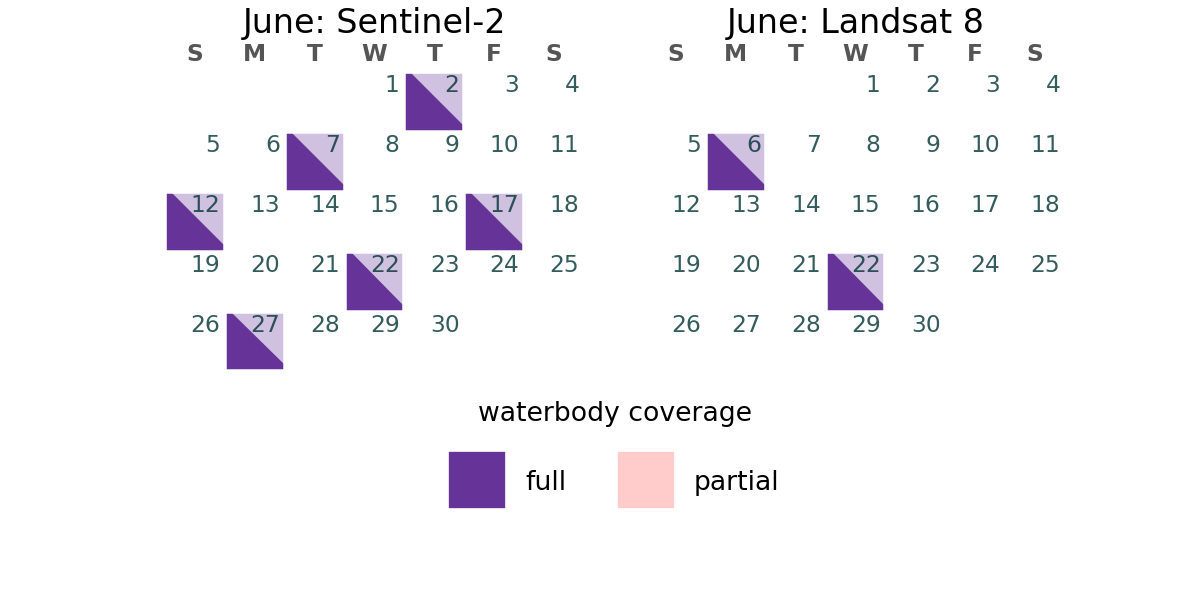 June: Sentinel-2
S M T W T F S
1 2 3 4
5 6 7 8 9 10 11
12 13 14 15 16 17 18
19 20 21 22 23 24 25
26 27 28 29 30
June: Landsat 8
S M T W T F S
1 2 3 4
5 6 7 8 9 10 11
12 13 14 15 16 17 18
19 20 21 22 23 24 25
26 27 28 29 30
waterbody coverage
full
partial